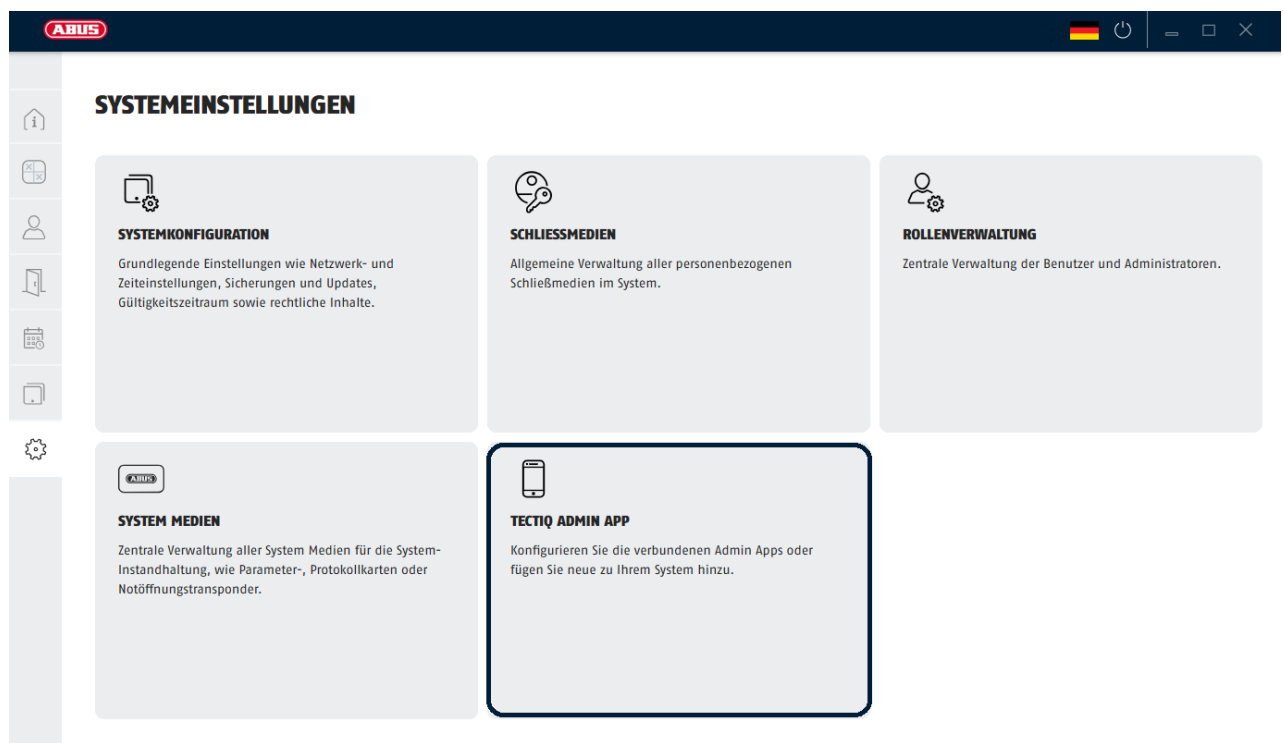 ABUS
SYSTEMEINSTELLUNGEN
SYSTEMKONFIGURATION
Grundlegende Einstellungen wie Netzwerk- und
Zeiteinstellungen, Sicherungen und Updates,
Gültigkeitszeitraum sowie rechtliche Inhalte.
SCHLIESSMEDIEN
Allgemeine Verwaltung aller personenbezogenen
Schließmedien im System.
ROLLENVERWALTUNG
Zentrale Verwaltung der Benutzer und Administratoren.
ABUS
SYSTEM MEDIEN
Zentrale Verwaltung aller System Medien für die System-
Instandhaltung, wie Parameter-, Protokollkarten oder
Notöffnungstransponder.
TECTIQ ADMIN APP
Konfigurieren Sie die verbundenen Admin Apps oder
fügen Sie neue zu Ihrem System hinzu.